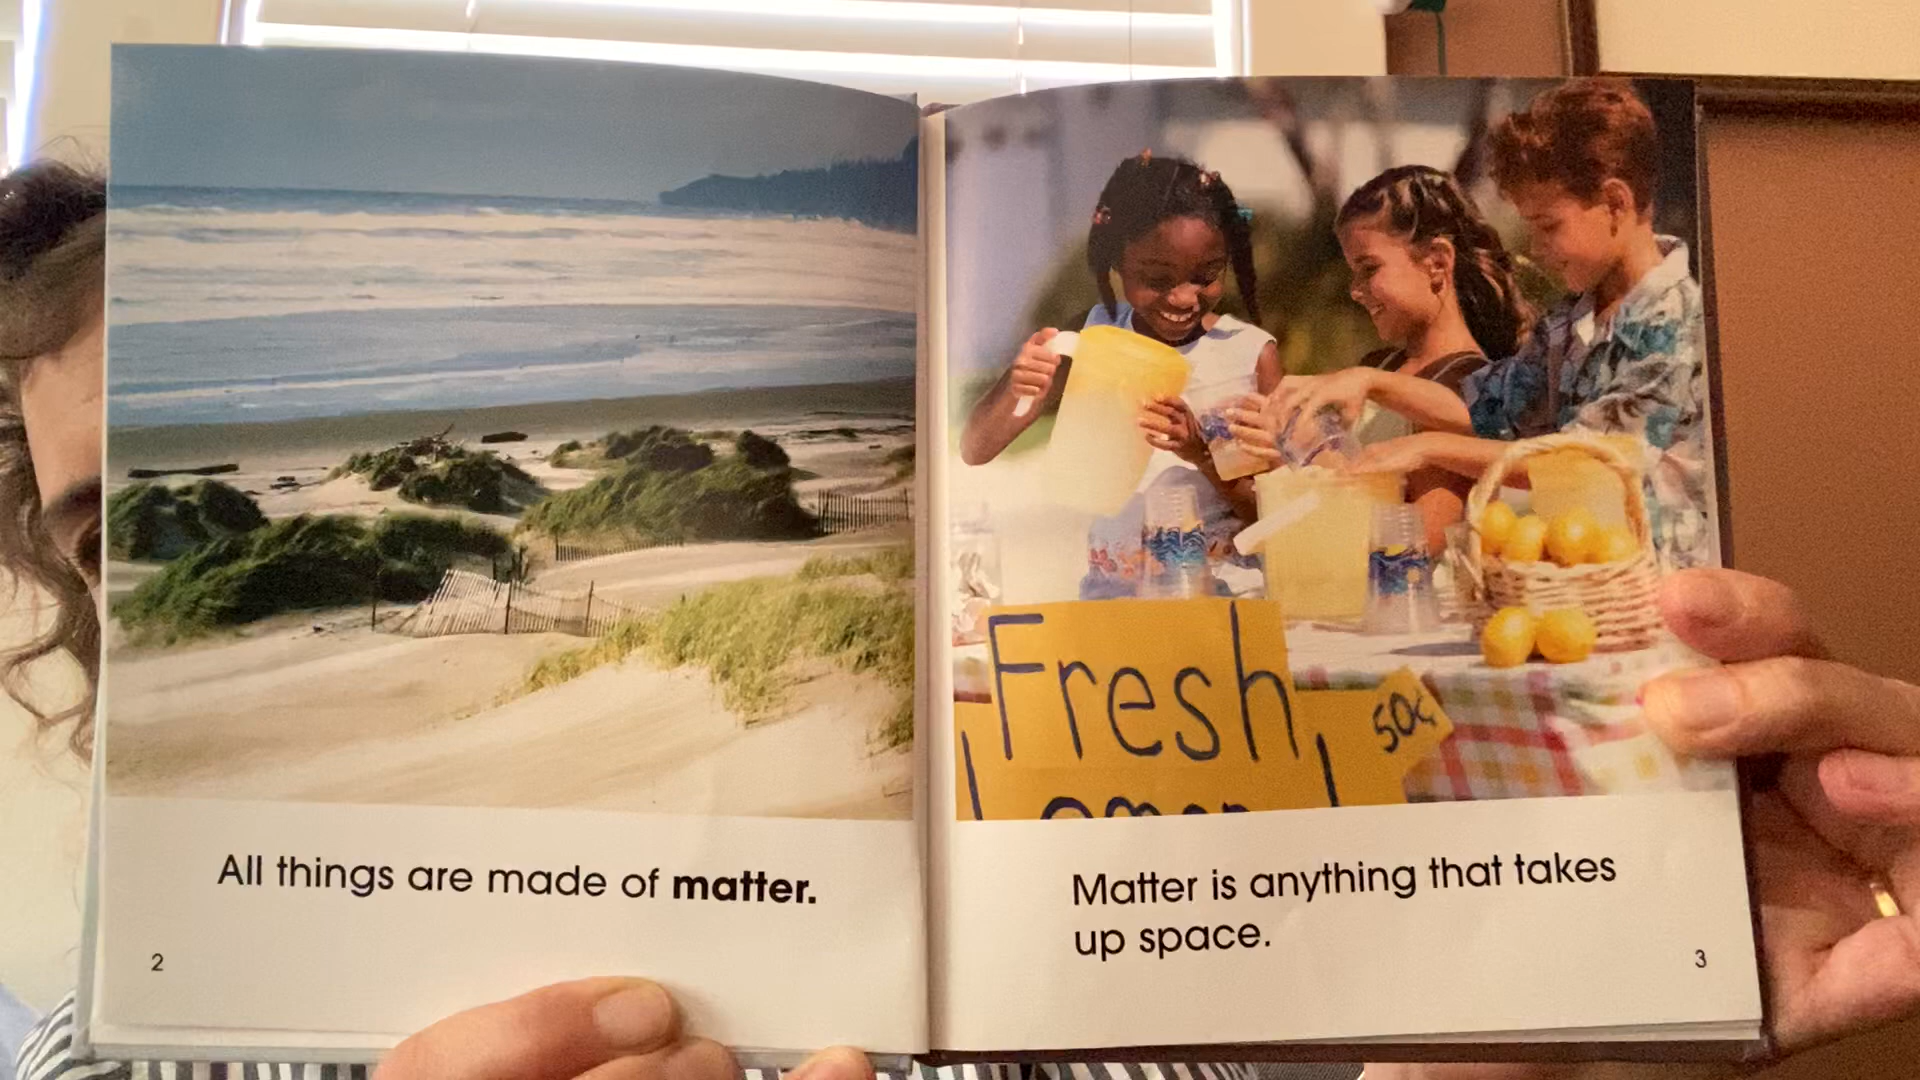 All things are made of matter.
2
Fresh
50¢
Matter is anything that takes
up space.
3